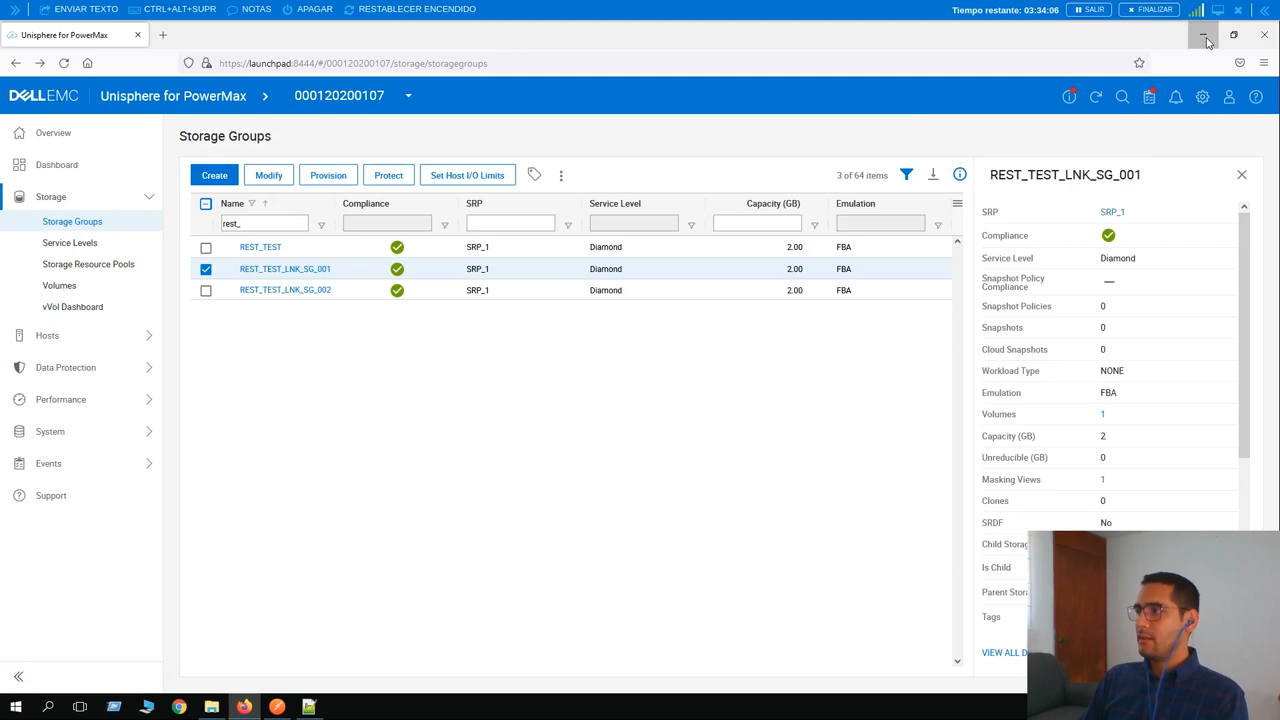 ENVIAR TEXTO CTRL+ALT+SUPR NOTAS APAGAR RESTABLECER ENCENDIDO Tiempo restante: 03:34:06 SALIR FINALIZAR
Unisphere for PowerMax
https://launchpad:8444/#/000120200107/storage/storagegroups
DELLEMC Unisphere for PowerMax 000120200107
Overview
Dashboard
Storage
Storage Groups
Service Levels
Storage Resource Pools
Volumes
vVol Dashboard
Hosts
Data Protection
Performance
System
Events
Support
Storage Groups
Create Modify Provision Protect Set Host I/O Limits 3 of 64 items
Name Compliance SRP Service Level Capacity (GB) Emulation
rest_
REST_TEST SRP_1 Diamond 2.00 FBA
REST_TEST_LNK_SG_001 SRP_1 Diamond 2.00 FBA
REST_TEST_LNK_SG_002 SRP_1 Diamond 2.00 FBA
REST_TEST_LNK_SG_001
SRP SRP_1
Compliance
Service Level Diamond
Snapshot Policy
Compliance —
Snapshot Policies 0
Snapshots 0
Cloud Snapshots 0
Workload Type NONE
Emulation FBA
Volumes 1
Capacity (GB) 2
Unreducible (GB) 0
Masking Views 1
Clones 0
SRDF No
Child Storag
Is Child
Parent Stora
Tags
VIEW ALL D